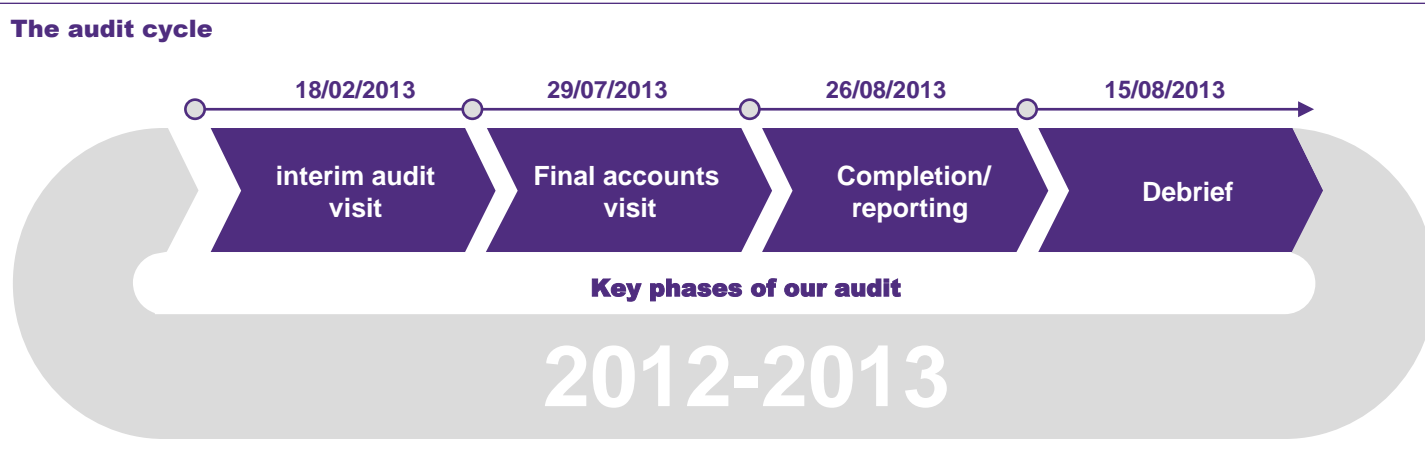 The audit cycle
18/02/2013 29/07/2013 26/08/2013 15/08/2013
interim audit
visit
Final accounts
visit
Completion/
reporting
Debrief
Key phases of our audit
2012-2013